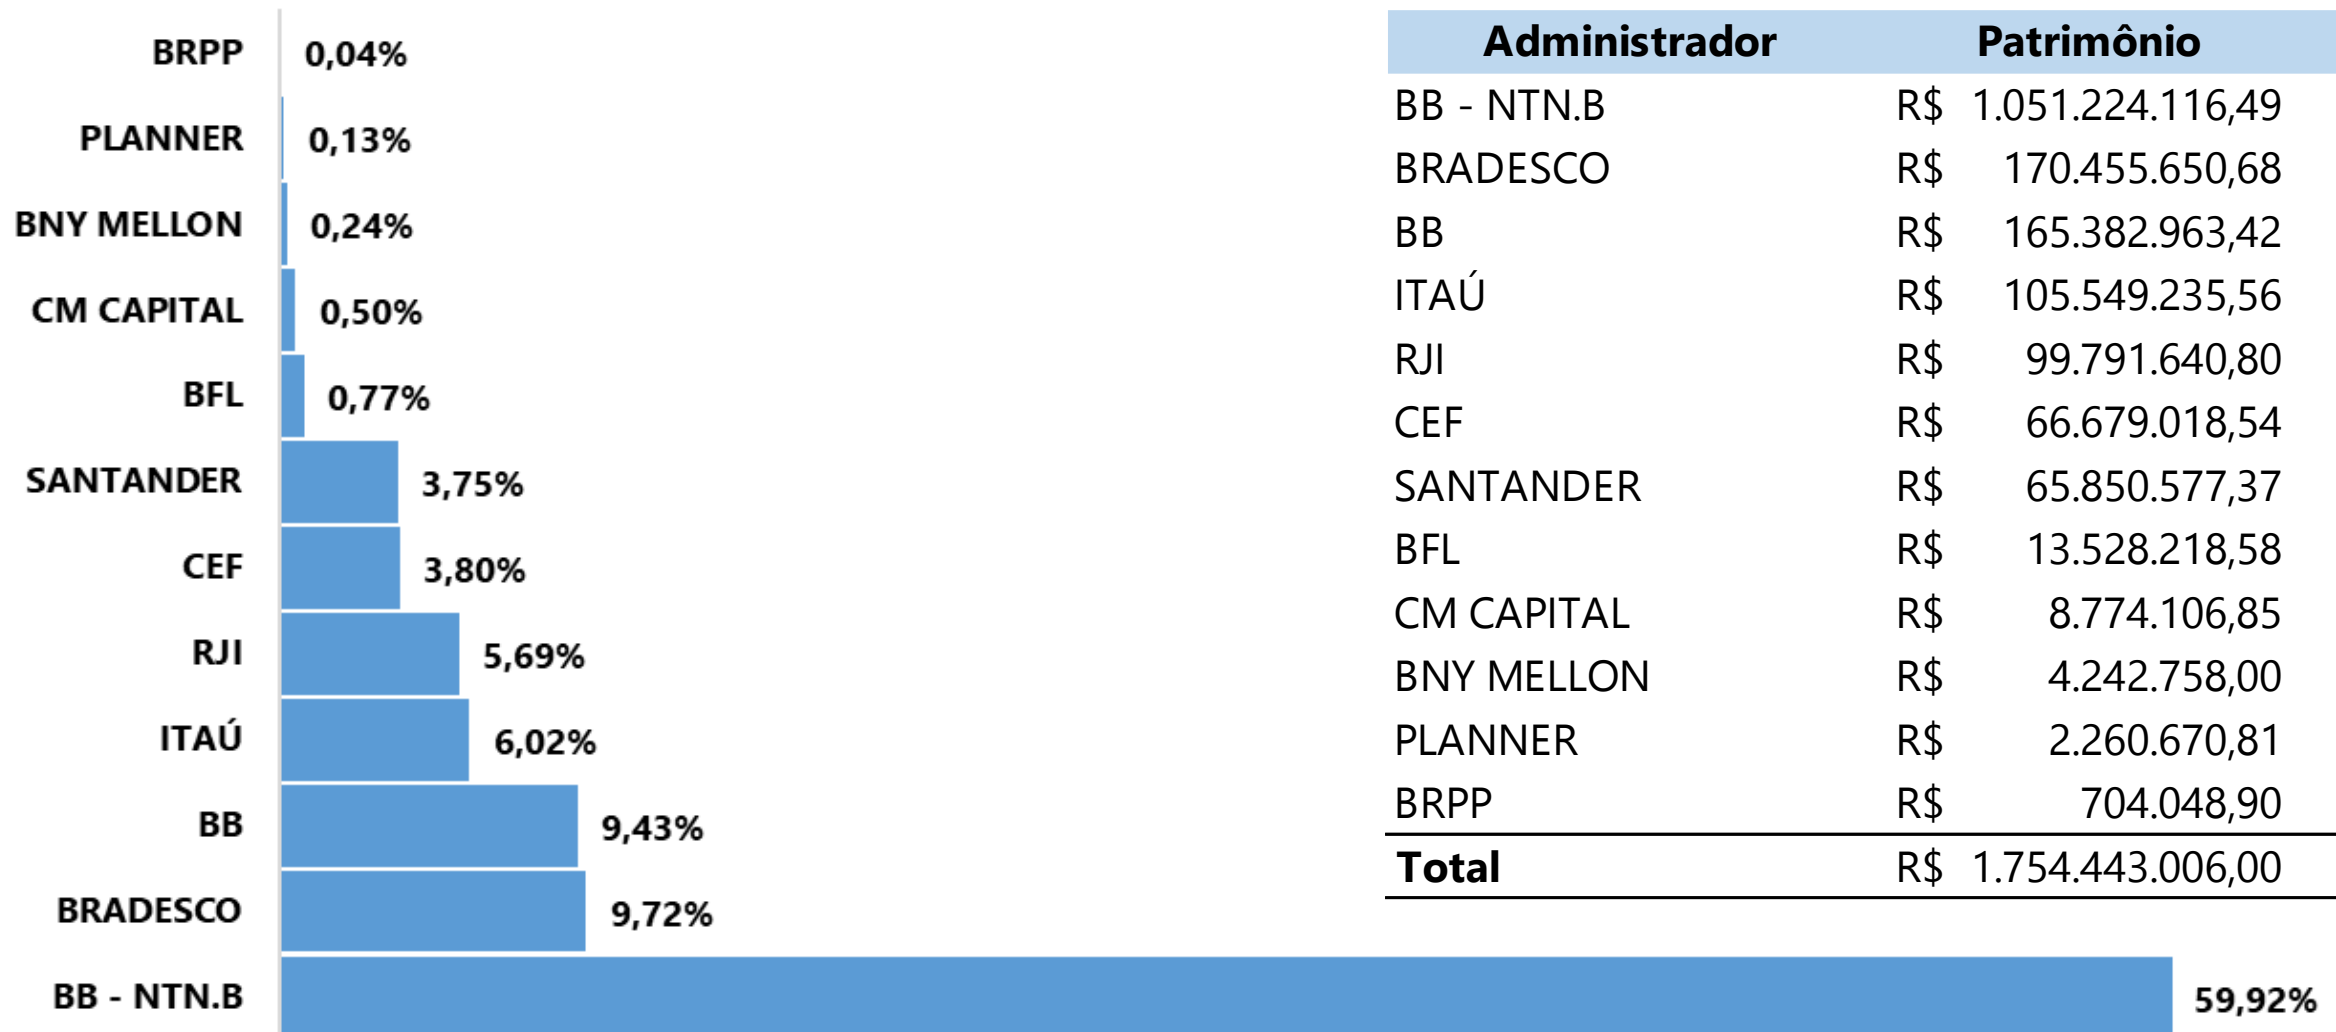 BRPP 0,04%
PLANNER 0,13%
BNY MELLON 0,24%
CM CAPITAL 0,50%
BFL 0,77%
SANTANDER 3,75%
CEF 3,80%
RJI 5,69%
ITAÚ 6,02%
BB 9,43%
BRADESCO 9,72%
BB - NTN.B 59,92%
Administrador Patrimônio
BB - NTN.B R$ 1.051.224.116,49
BRADESCO R$ 170.455.650,68
BB R$ 165.382.963,42
ITAÚ R$ 105.549.235,56
RJI R$ 99.791.640,80
CEF R$ 66.679.018,54
SANTANDER R$ 65.850.577,37
BFL R$ 13.528.218,58
CM CAPITAL R$ 8.774.106,85
BNY MELLON R$ 4.242.758,00
PLANNER R$ 2.260.670,81
BRPP R$ 704.048,90
Total R$ 1.754.443.006,00